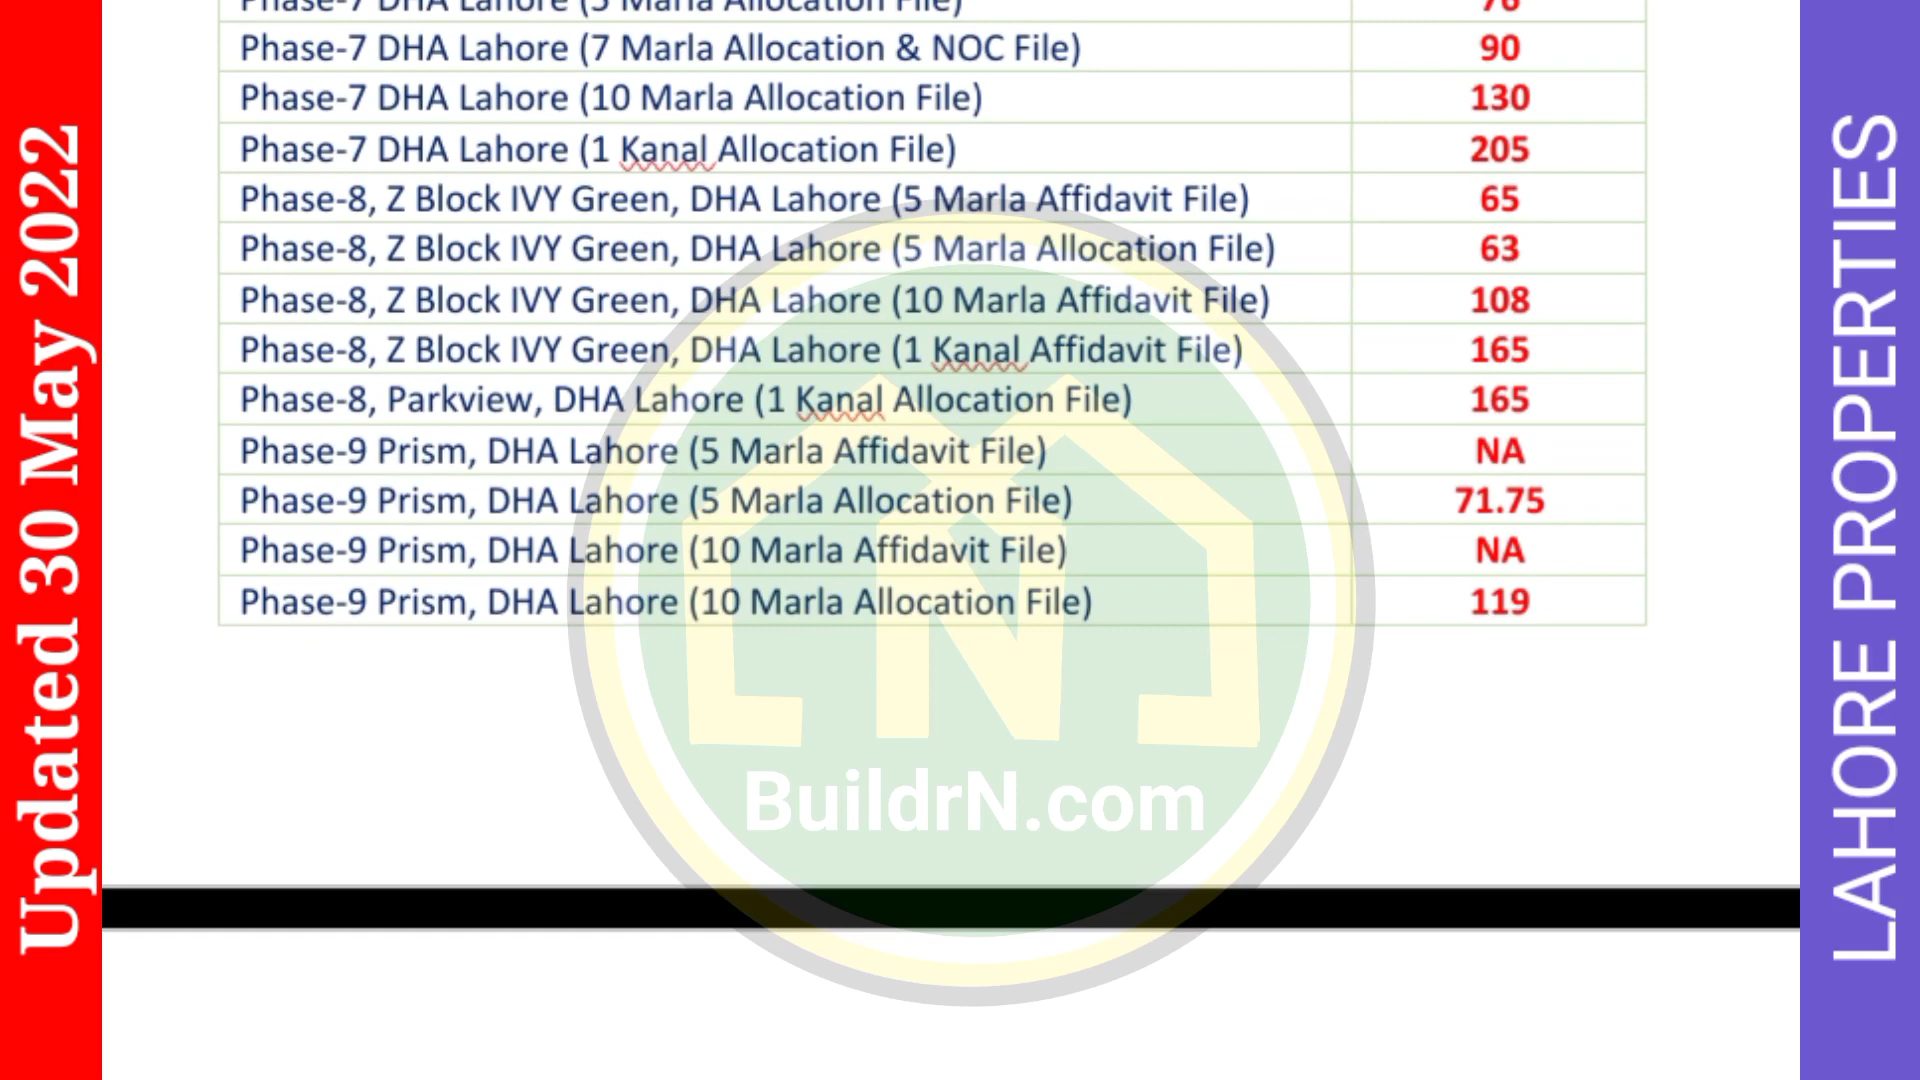 Updated 30 May 2022
Phase-7 DHA Lahore (5 Marla Allocation File) 76
Phase-7 DHA Lahore (7 Marla Allocation & NOC File) 90
Phase-7 DHA Lahore (10 Marla Allocation File) 130
Phase-7 DHA Lahore (1 Kanal Allocation File) 205
Phase-8, Z Block IVY Green, DHA Lahore (5 Marla Affidavit File) 65
Phase-8, Z Block IVY Green, DHA Lahore (5 Marla Allocation File) 63
Phase-8, Z Block IVY Green, DHA Lahore (10 Marla Affidavit File) 108
Phase-8, Z Block IVY Green, DHA Lahore (1 Kanal Affidavit File) 165
Phase-8, Parkview, DHA Lahore (1 Kanal Allocation File) 165
Phase-9 Prism, DHA Lahore (5 Marla Affidavit File) NA
Phase-9 Prism, DHA Lahore (5 Marla Allocation File) 71.75
Phase-9 Prism, DHA Lahore (10 Marla Affidavit File) NA
Phase-9 Prism, DHA Lahore (10 Marla Allocation File) 119
N
BuildrN.com
LAHORE PROPERTIES